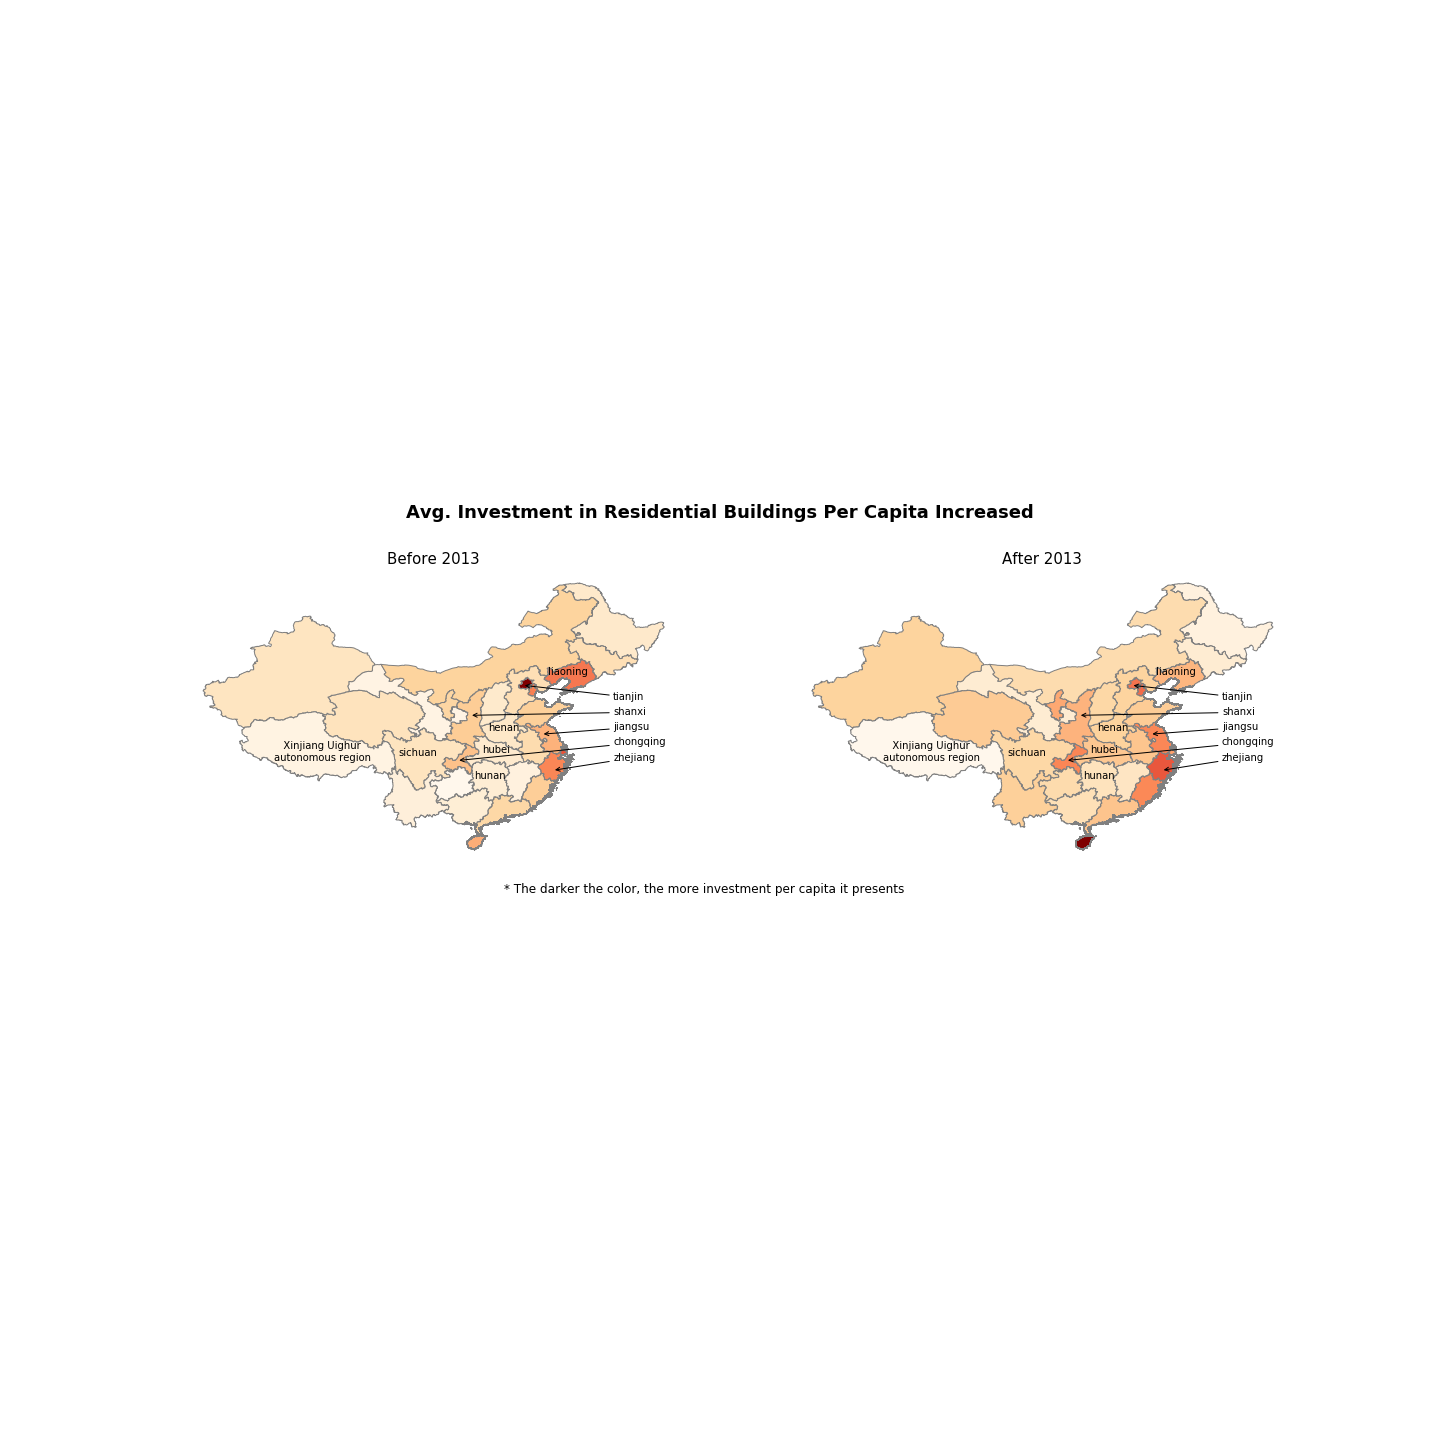 Avg. Investment in Residential Buildings Per Capita Increased
Before 2013
liaoning
tianjin
shanxi
henan
jiangsu
Xinjiang Uighur
autonomous region
sichuan
hubei
chongqing
zhejiang
hunan
After 2013
liaoning
tianjin
shanxi
henan
jiangsu
Xinjiang Uighur
autonomous region
sichuan
hubei
chongqing
zhejiang
hunan
* The darker the color, the more investment per capita it presents